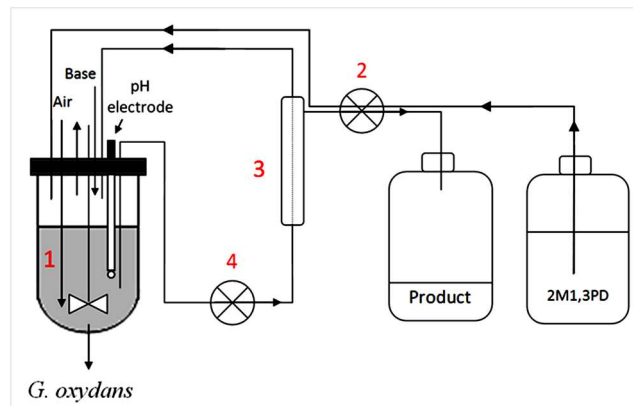 Base
Air
pH
electrode
2
3
1
4
Product
2M1,3PD
G. oxydans